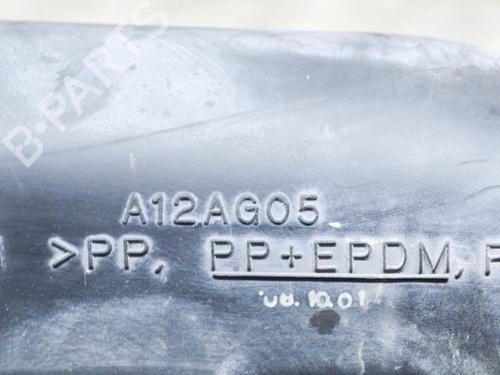 B-PARTS
A12AG05
>PP, PP+EPDM,